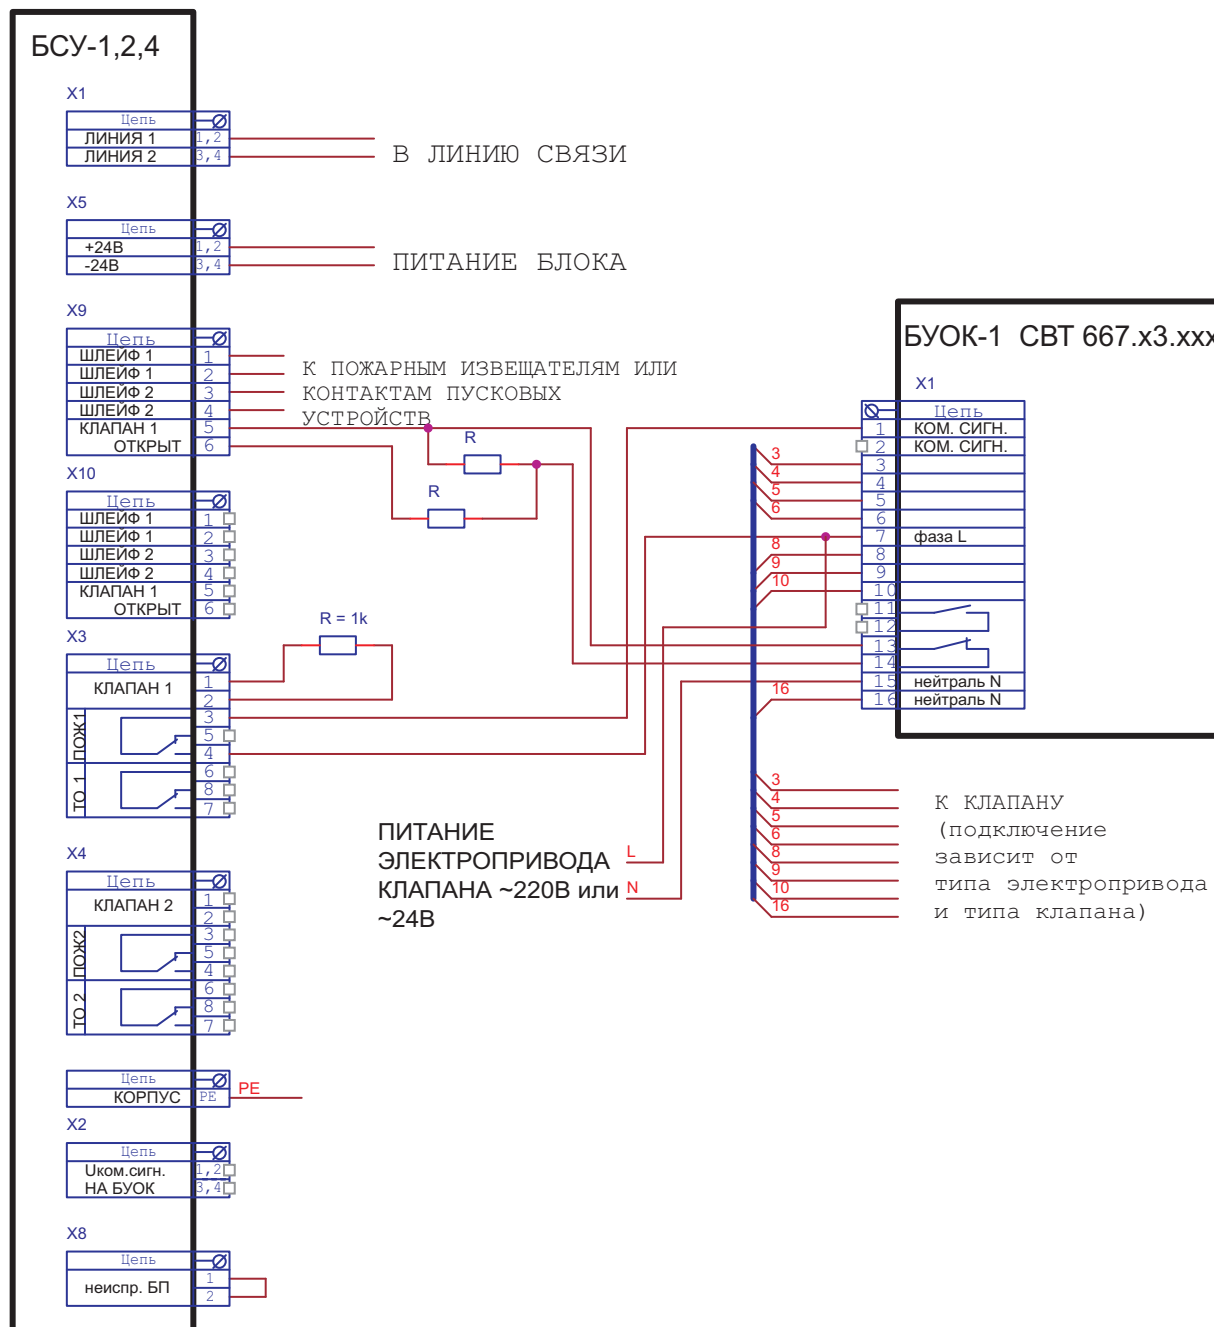 БСУ-1,2,4
X1
Цепь
ЛИНИЯ 1 1,2
ЛИНИЯ 2 3,4
В ЛИНИЮ СВЯЗИ
X5
Цепь
+24В 1,2
-24В 3,4
ПИТАНИЕ БЛОКА
X9
Цепь
ШЛЕЙФ 1 1
ШЛЕЙФ 1 2
ШЛЕЙФ 2 3
ШЛЕЙФ 2 4
КЛАПАН 1 5
ОТКРЫТ 6
К ПОЖАРНЫМ ИЗВЕЩАТЕЛЯМ ИЛИ
КОНТАКТАМ ПУСКОВЫХ
УСТРОЙСТВ
R
R
X10
Цепь
ШЛЕЙФ 1 1
ШЛЕЙФ 1 2
ШЛЕЙФ 2 3
ШЛЕЙФ 2 4
КЛАПАН 1 5
ОТКРЫТ 6
R = 1k
X3
Цепь
КЛАПАН 1
1
2
ПОЖ1
3
5
4
ТО 1
6
8
7
X4
Цепь
КЛАПАН 2
1
2
ПОЖ2
3
5
4
ТО 2
6
8
7
Цепь
КОРПУС PE
PE
X2
Цепь
Uком.сигн. 1,2
НА БУОК 3,4
X8
Цепь
неиспр. БП
1
2
ПИТАНИЕ
ЭЛЕКТРОПРИВОДА
КЛАПАНА ~220В или
~24В
L
N
БУОК-1 СВТ 667.x3.xxx
X1
Цепь
1 КОМ. СИГН.
2 КОМ. СИГН.
3
4
5
6
7 фаза L
8
9
10
11
12
13
14
15 нейтраль N
16 нейтраль N
3
4
5
6
8
9
10
16
3
4
5
6
8
9
10
16
К КЛАПАНУ
(подключение
зависит от
типа электропривода
и типа клапана)